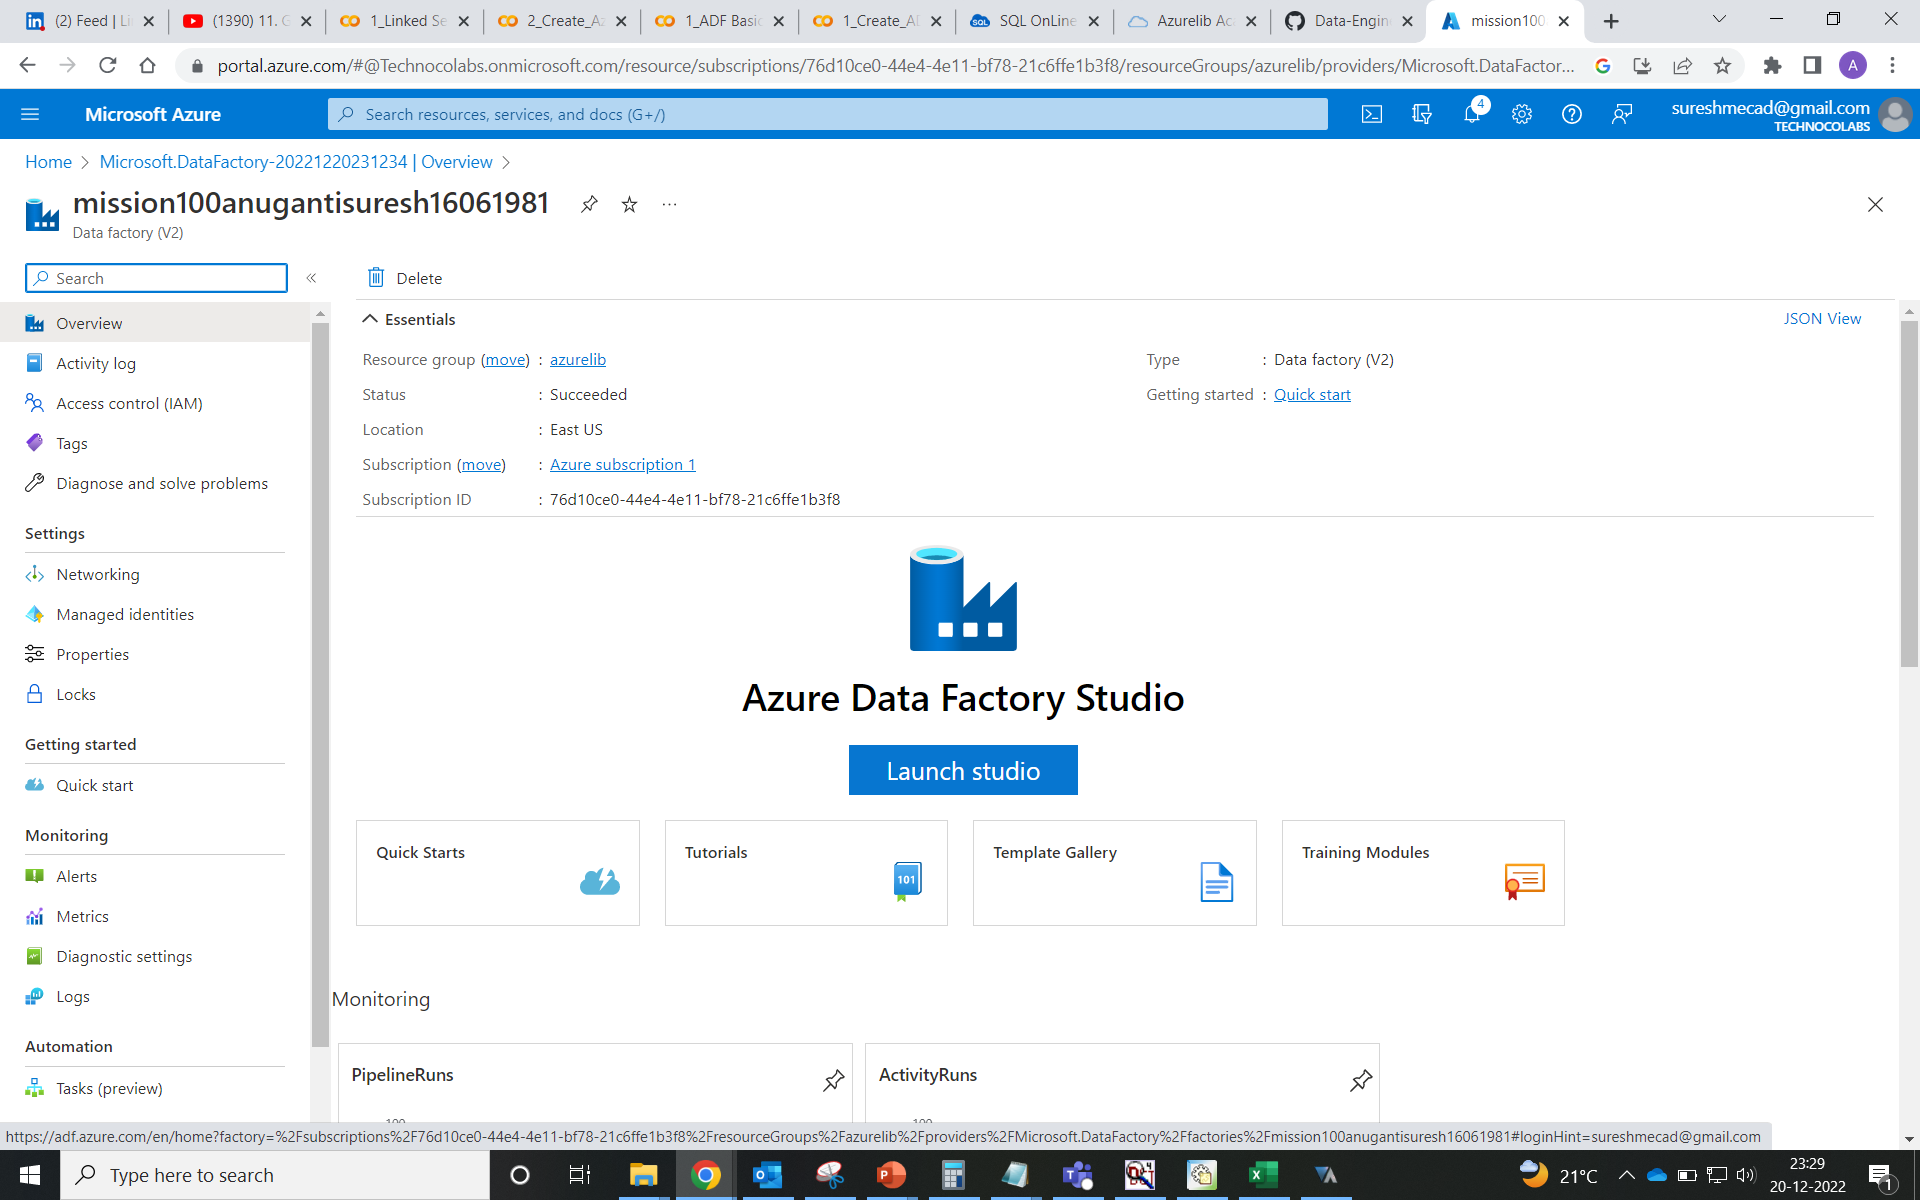 (2) Feed | Li
(1390) 11. G
1_Linked Se
2_Create_Az
1_ADF Basic
1_Create_AD
SQL OnLine
Azurelib Aca
Data-Engine
mission100
portal.azure.com/#@Technocolabs.onmicrosoft.com/resource/subscriptions/76d10ce0-44e4-4e11-bf78-21c6ffe1b3f8/resourceGroups/azurelib/providers/Microsoft.DataFactor...
A
Microsoft Azure
Search resources, services, and docs (G+/)
4
sureshmecad@gmail.com
TECHNOCOLABS
Home > Microsoft.DataFactory-20221220231234 | Overview >
mission100anugantisuresh16061981
Data factory (V2)
Search
Delete
Overview
Activity log
Access control (IAM)
Tags
Diagnose and solve problems
Settings
Networking
Managed identities
Properties
Locks
Getting started
Quick start
Monitoring
Alerts
Metrics
Diagnostic settings
Logs
Automation
Tasks (preview)
Essentials
JSON View
Resource group (move) : azurelib
Status : Succeeded
Location : East US
Subscription (move) : Azure subscription 1
Subscription ID : 76d10ce0-44e4-4e11-bf78-21c6ffe1b3f8
Type : Data factory (V2)
Getting started : Quick start
Azure Data Factory Studio
Launch studio
Quick Starts
Tutorials
101
Template Gallery
Training Modules
Monitoring
PipelineRuns
100
ActivityRuns
100
https://adf.azure.com/en/home?factory=%2Fsubscriptions%2F76d10ce0-44e4-4e11-bf78-21c6ffe1b3f8%2FresourceGroups%2Fazurelib%2Fproviders%2FMicrosoft.DataFactory%2Ffactories%2Fmission100anugantisuresh16061981#loginHint=sureshmecad@gmail.com
Type here to search
21°C
23:29
20-12-2022
1